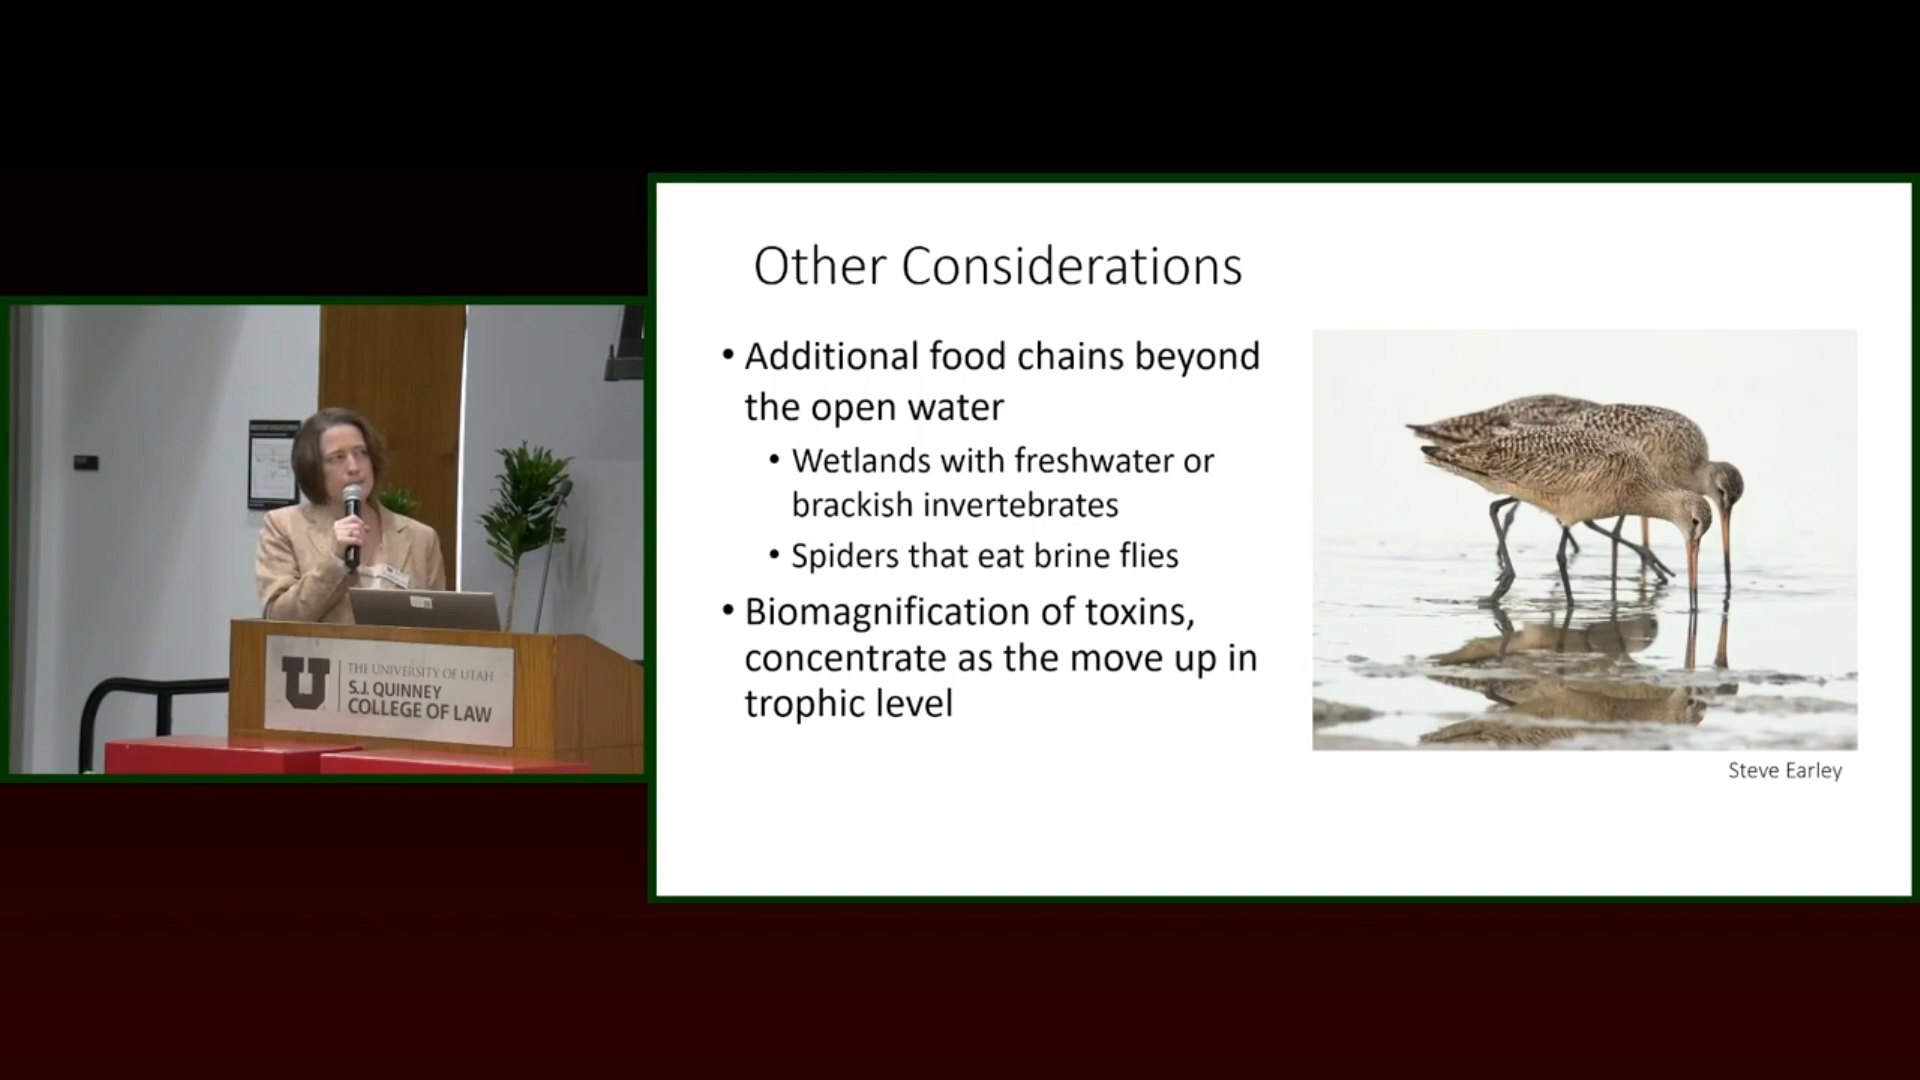 Other Considerations
• Additional food chains beyond
the open water
• Wetlands with freshwater or
brackish invertebrates
• Spiders that eat brine flies
• Biomagnification of toxins,
concentrate as the move up in
trophic level
Steve Earley
U
THE UNIVERSITY OF UTAH
S.J. QUINNEY
COLLEGE OF LAW